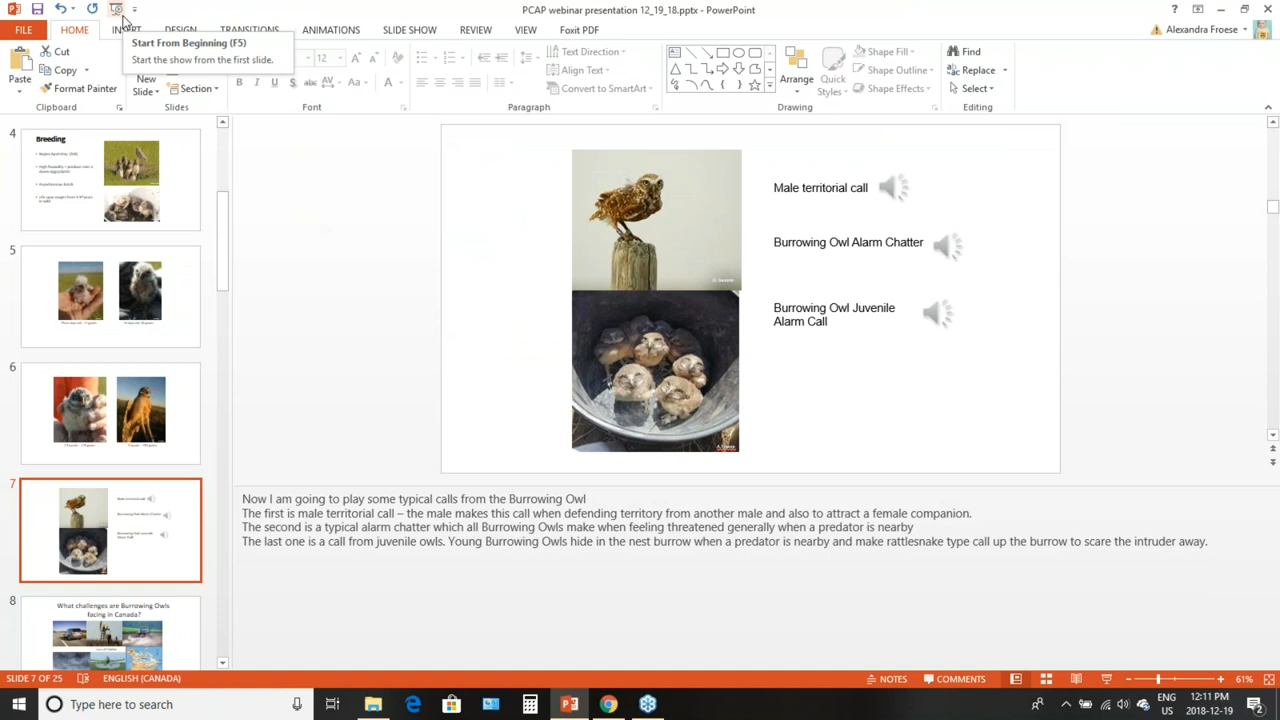 PCAP webinar presentation 12_19_18.pptx - PowerPoint
FILE HOME INSERT DESIGN TRANSITIONS ANIMATIONS SLIDE SHOW REVIEW VIEW Foxit PDF Alexandra Froese
Start From Beginning (F5)
Start the show from the first slide.
Paste
Cut
Copy
Format Painter
Clipboard
New
Slide
Section
Slides
12
Font
Text Direction
Align Text
Convert to SmartArt
Paragraph
Arrange
Quick
Styles
Shape Fill
Shape Outline
Shape Effects
Drawing
Find
Replace
Select
Editing
4
Breeding
5
6
7
8
What challenges are Burrowing Owls
facing in Canada?
Male territorial call
Burrowing Owl Alarm Chatter
Burrowing Owl Juvenile
Alarm Call
Now I am going to play some typical calls from the Burrowing Owl
The first is male territorial call – the male makes this call when defending territory from another male and also to attract a female companion.
The second is a typical alarm chatter which all Burrowing Owls make when feeling threatened generally when a predator is nearby
The last one is a call from juvenile owls. Young Burrowing Owls hide in the nest burrow when a predator is nearby and make rattlesnake type call up the burrow to scare the intruder away.
SLIDE 7 OF 25 ENGLISH (CANADA) NOTES COMMENTS 61%
Type here to search
ENG
US
12:11 PM
2018-12-19
2